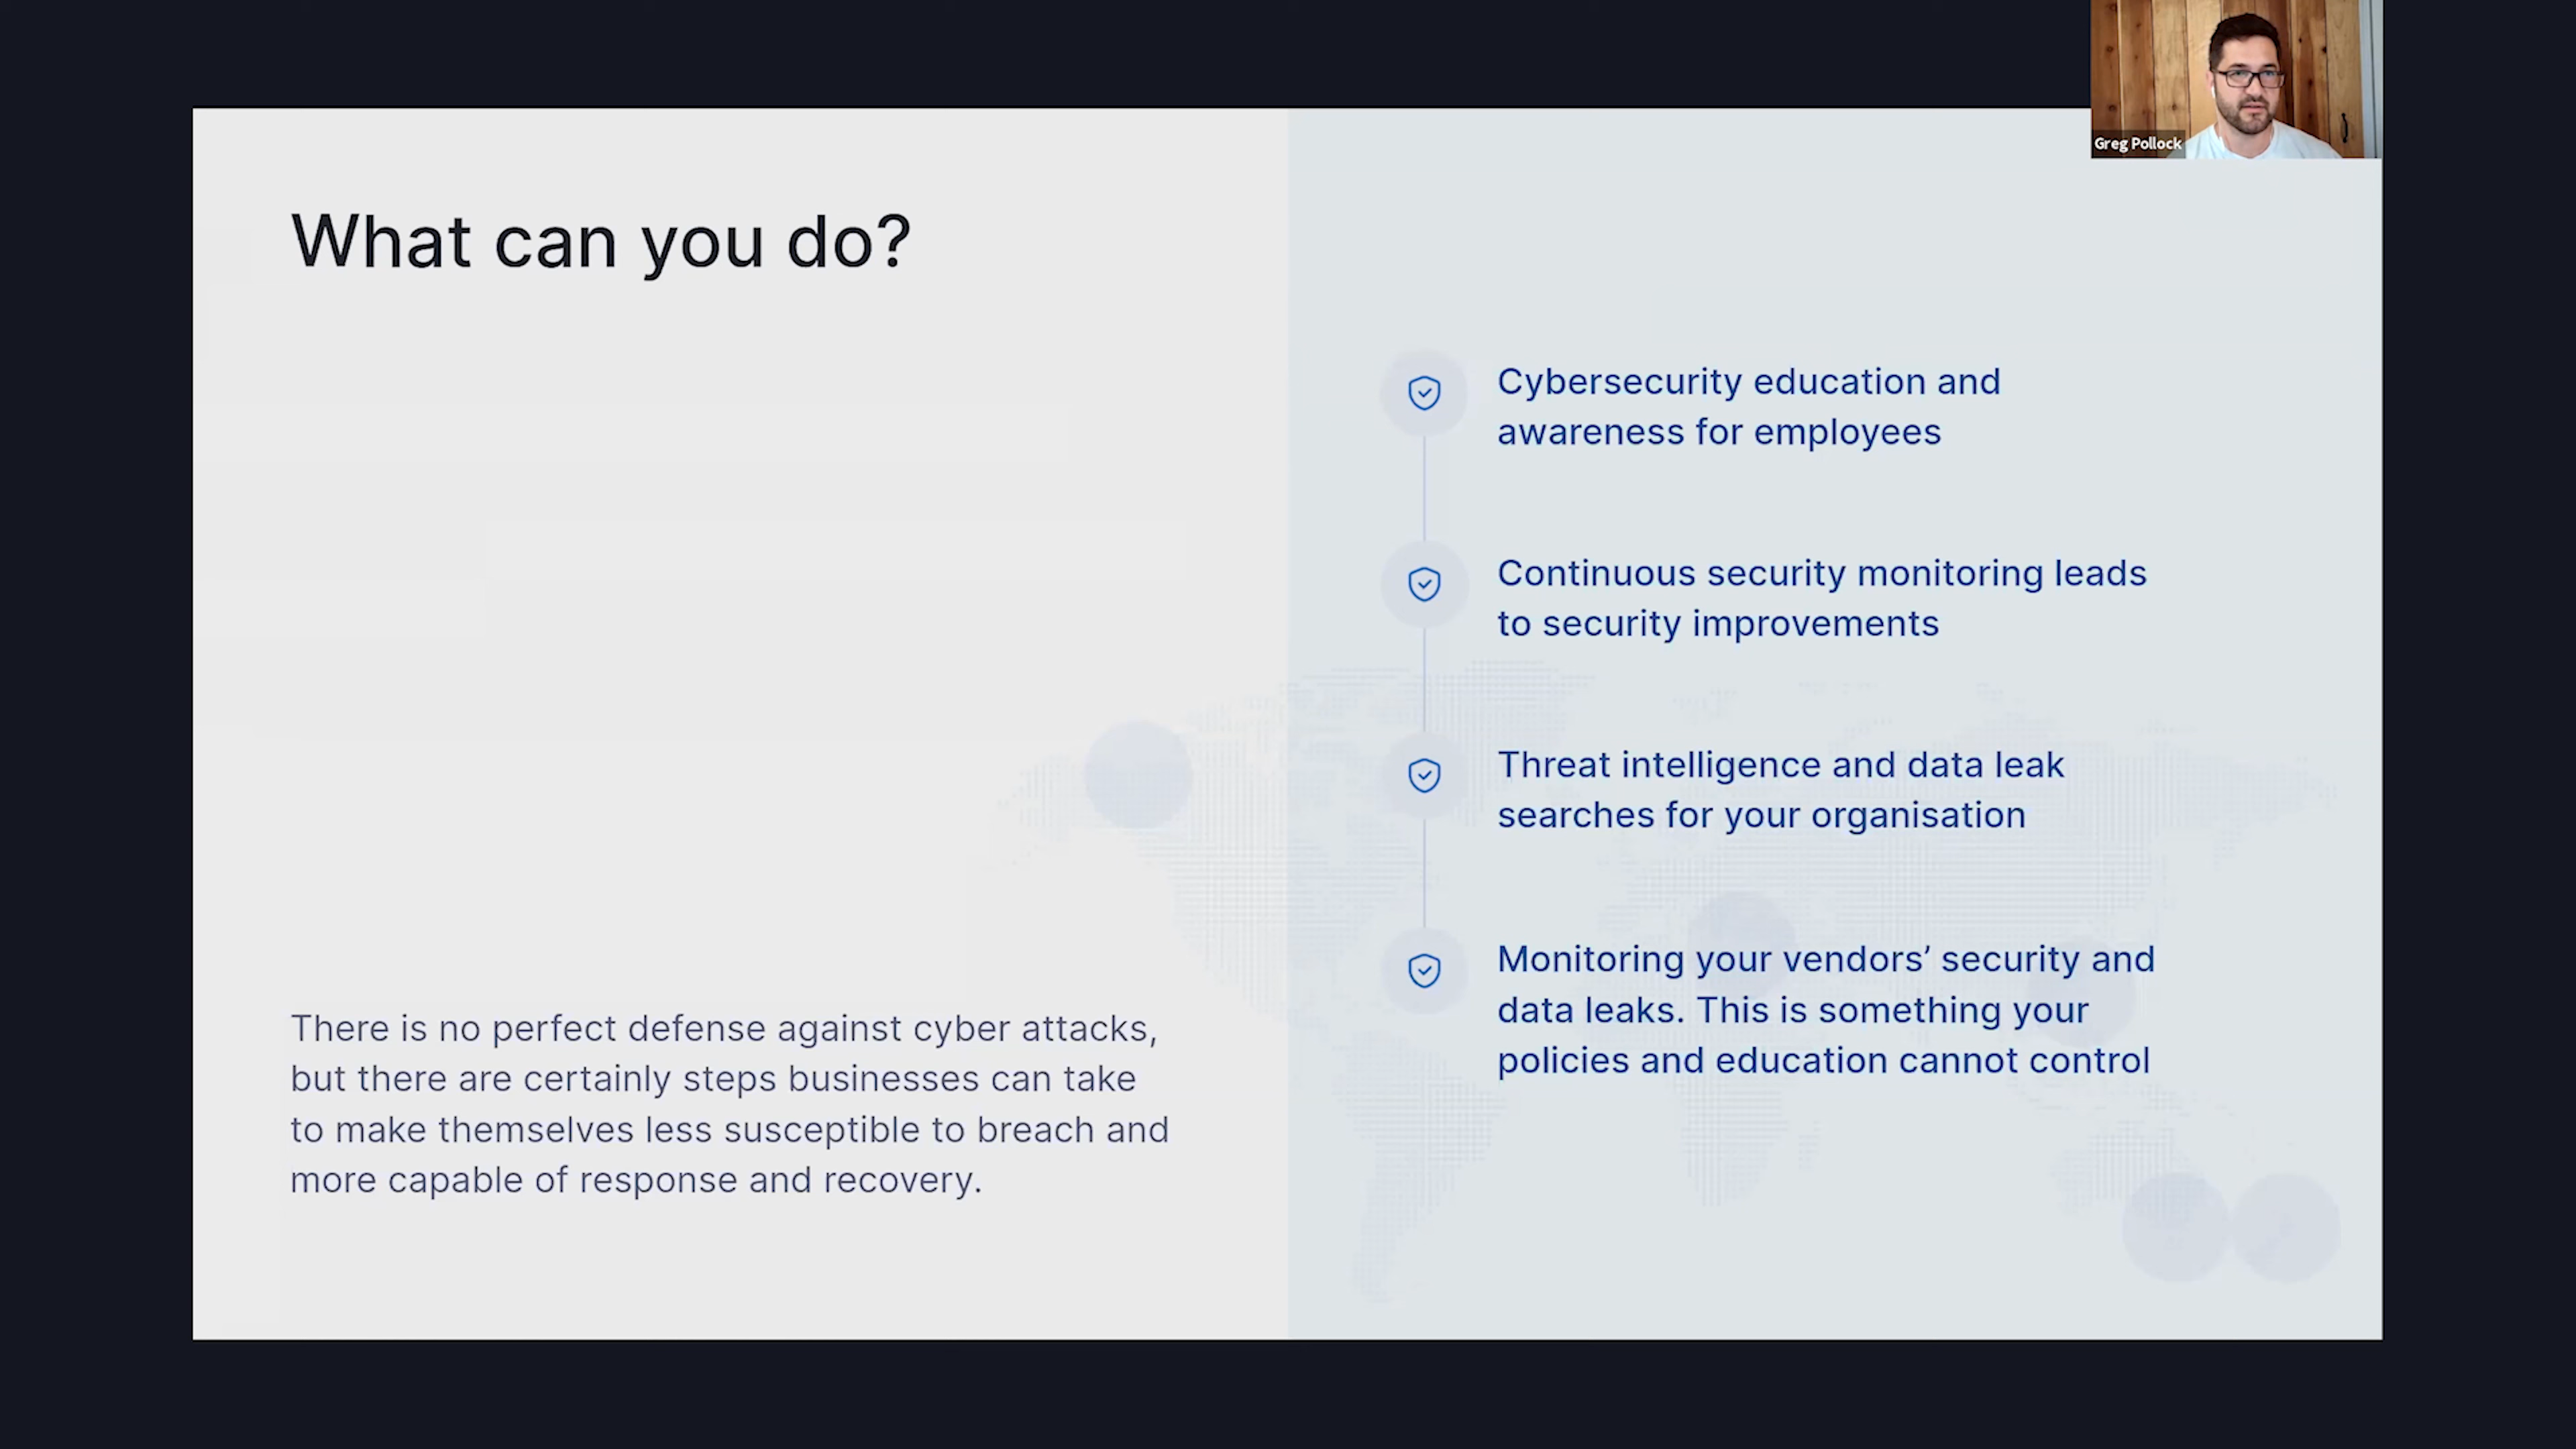 Greg Pollock
What can you do?
There is no perfect defense against cyber attacks,
but there are certainly steps businesses can take
to make themselves less susceptible to breach and
more capable of response and recovery.
Cybersecurity education and
awareness for employees
Continuous security monitoring leads
to security improvements
Threat intelligence and data leak
searches for your organisation
Monitoring your vendors’ security and
data leaks. This is something your
policies and education cannot control